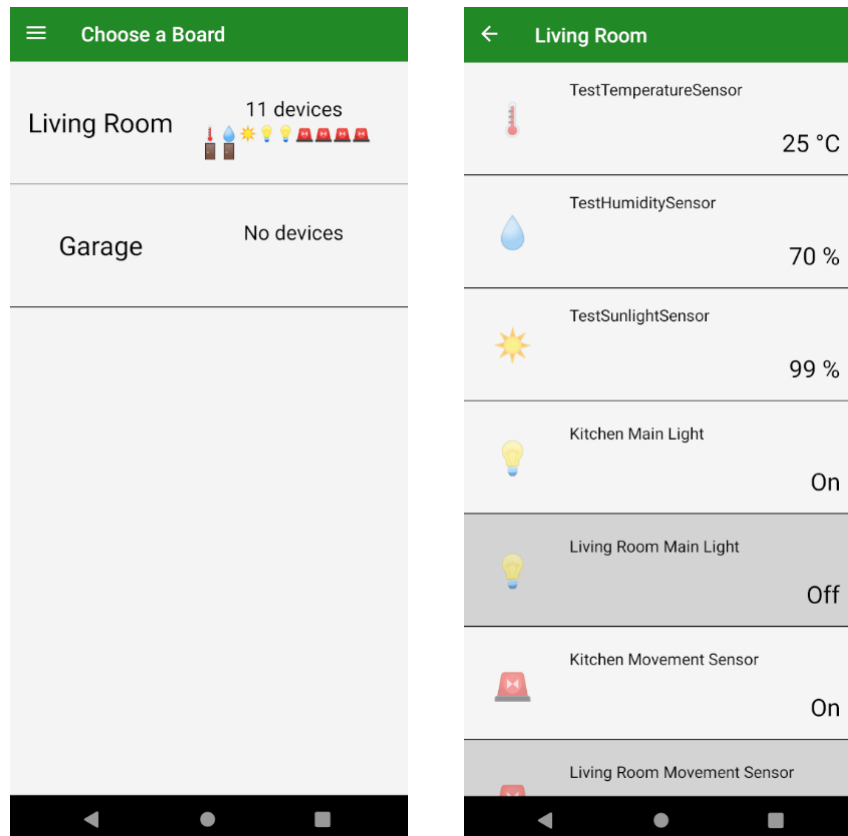 Choose a Board
Living Room
11 devices
Garage
No devices
Living Room
TestTemperatureSensor
25 °C
TestHumiditySensor
70 %
TestSunlightSensor
99 %
Kitchen Main Light
On
Living Room Main Light
Off
Kitchen Movement Sensor
On
Living Room Movement Sensor